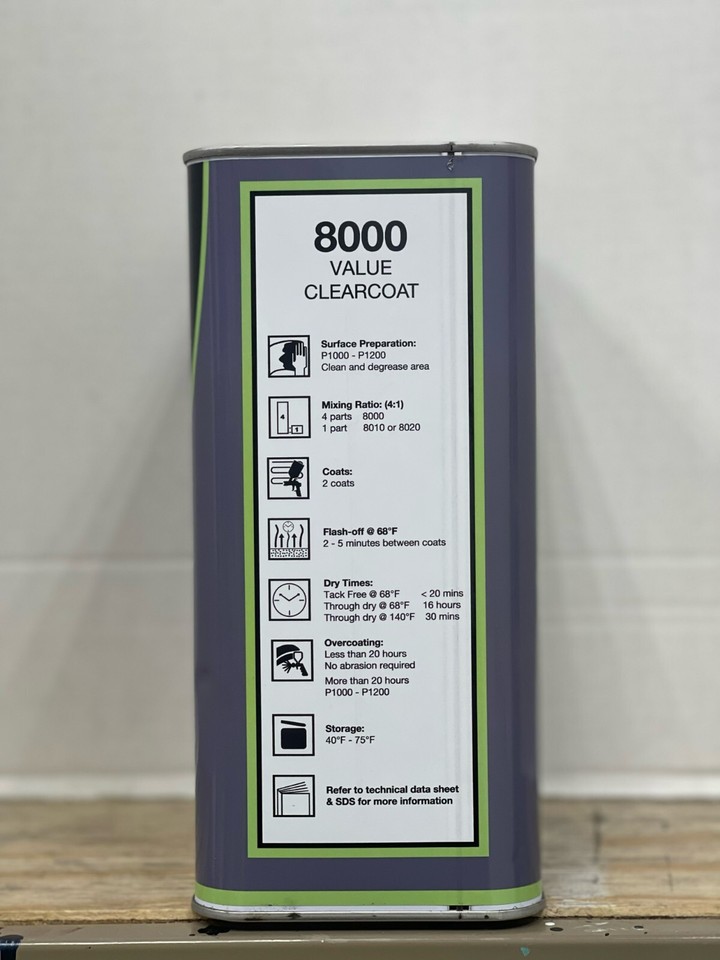 8000
VALUE
CLEARCOAT
Surface Preparation:
P1000 - P1200
Clean and degrease area
4
1
Mixing Ratio: (4:1)
4 parts 8000
1 part 8010 or 8020
Coats:
2 coats
Flash-off @ 68°F
2 - 5 minutes between coats
Dry Times:
Tack Free @ 68°F < 20 mins
Through dry @ 68°F 16 hours
Through dry @ 140°F 30 mins
Overcoating:
Less than 20 hours
No abrasion required
More than 20 hours
P1000 - P1200
Storage:
40°F - 75°F
Refer to technical data sheet
& SDS for more information